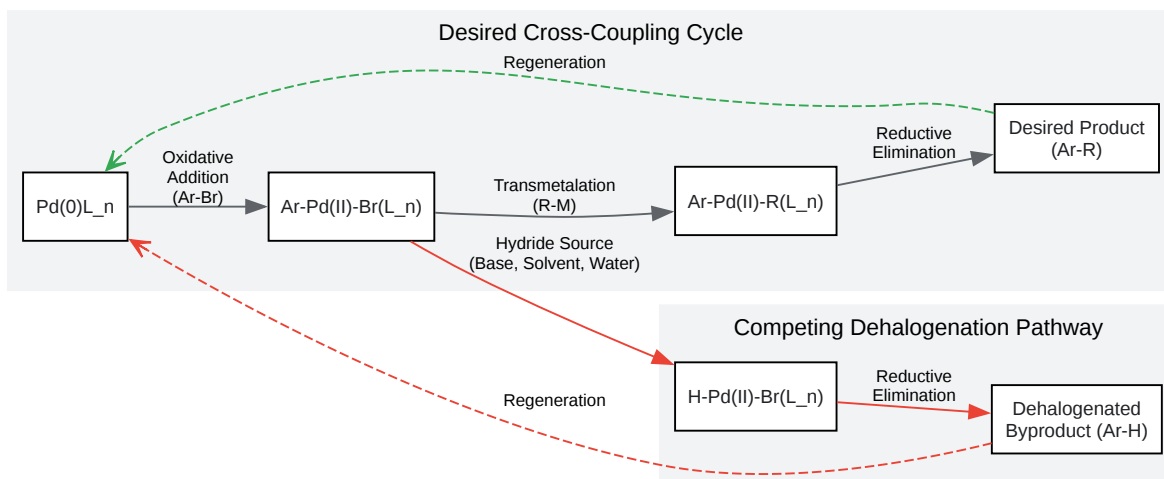 Desired Cross-Coupling Cycle
Regeneration
Oxidative
Addition
(Ar-Br)
Pd(0)L_n
Ar-Pd(II)-Br(L_n)
Transmetalation
(R-M)
Ar-Pd(II)-R(L_n)
Reductive
Elimination
Desired Product
(Ar-R)
Hydride Source
(Base, Solvent, Water)
Competing Dehalogenation Pathway
H-Pd(II)-Br(L_n)
Reductive
Elimination
Dehalogenated
Byproduct (Ar-H)
Regeneration